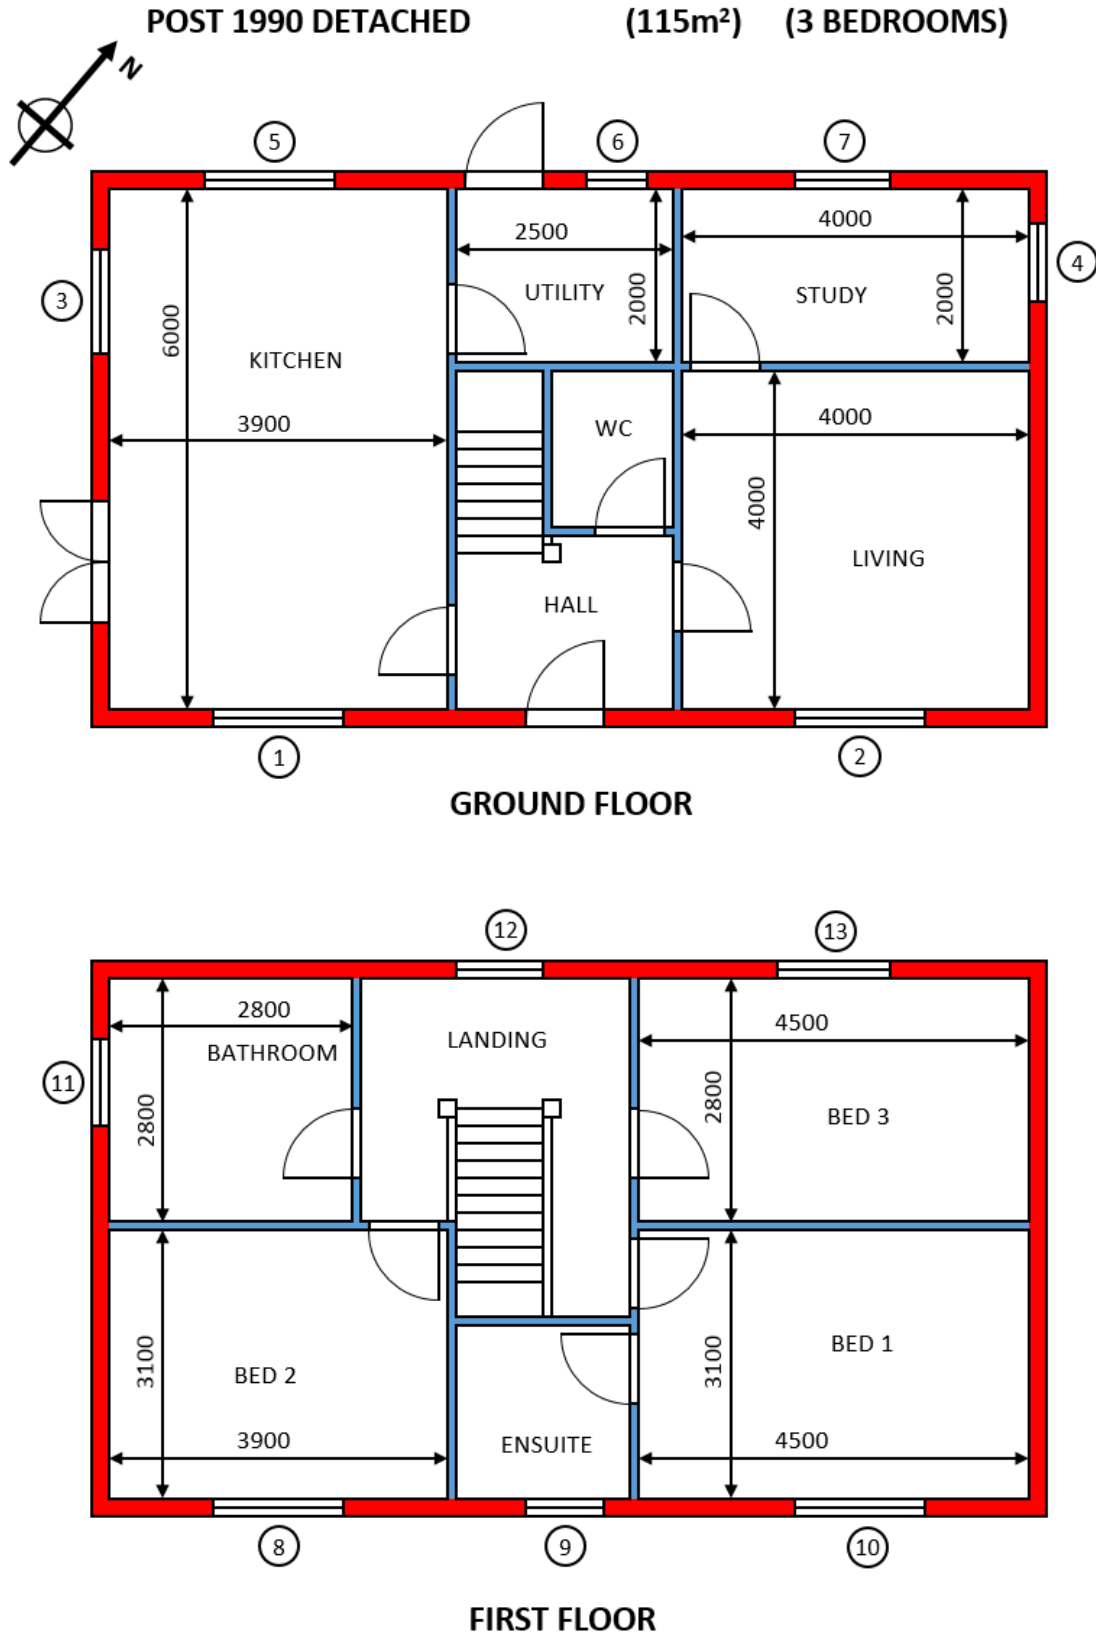 POST 1990 DETACHED (115m²) (3 BEDROOMS)
N
5
6
7
4000
2500
4
3
UTILITY
2000
STUDY
2000
6000
KITCHEN
3900
WC
4000
4000
LIVING
HALL
1
2
GROUND FLOOR
12
13
2800
4500
BATHROOM
LANDING
11
2800
2800
BED 3
3100
BED 2
3100
BED 1
3900
ENSUITE
4500
8
9
10
FIRST FLOOR